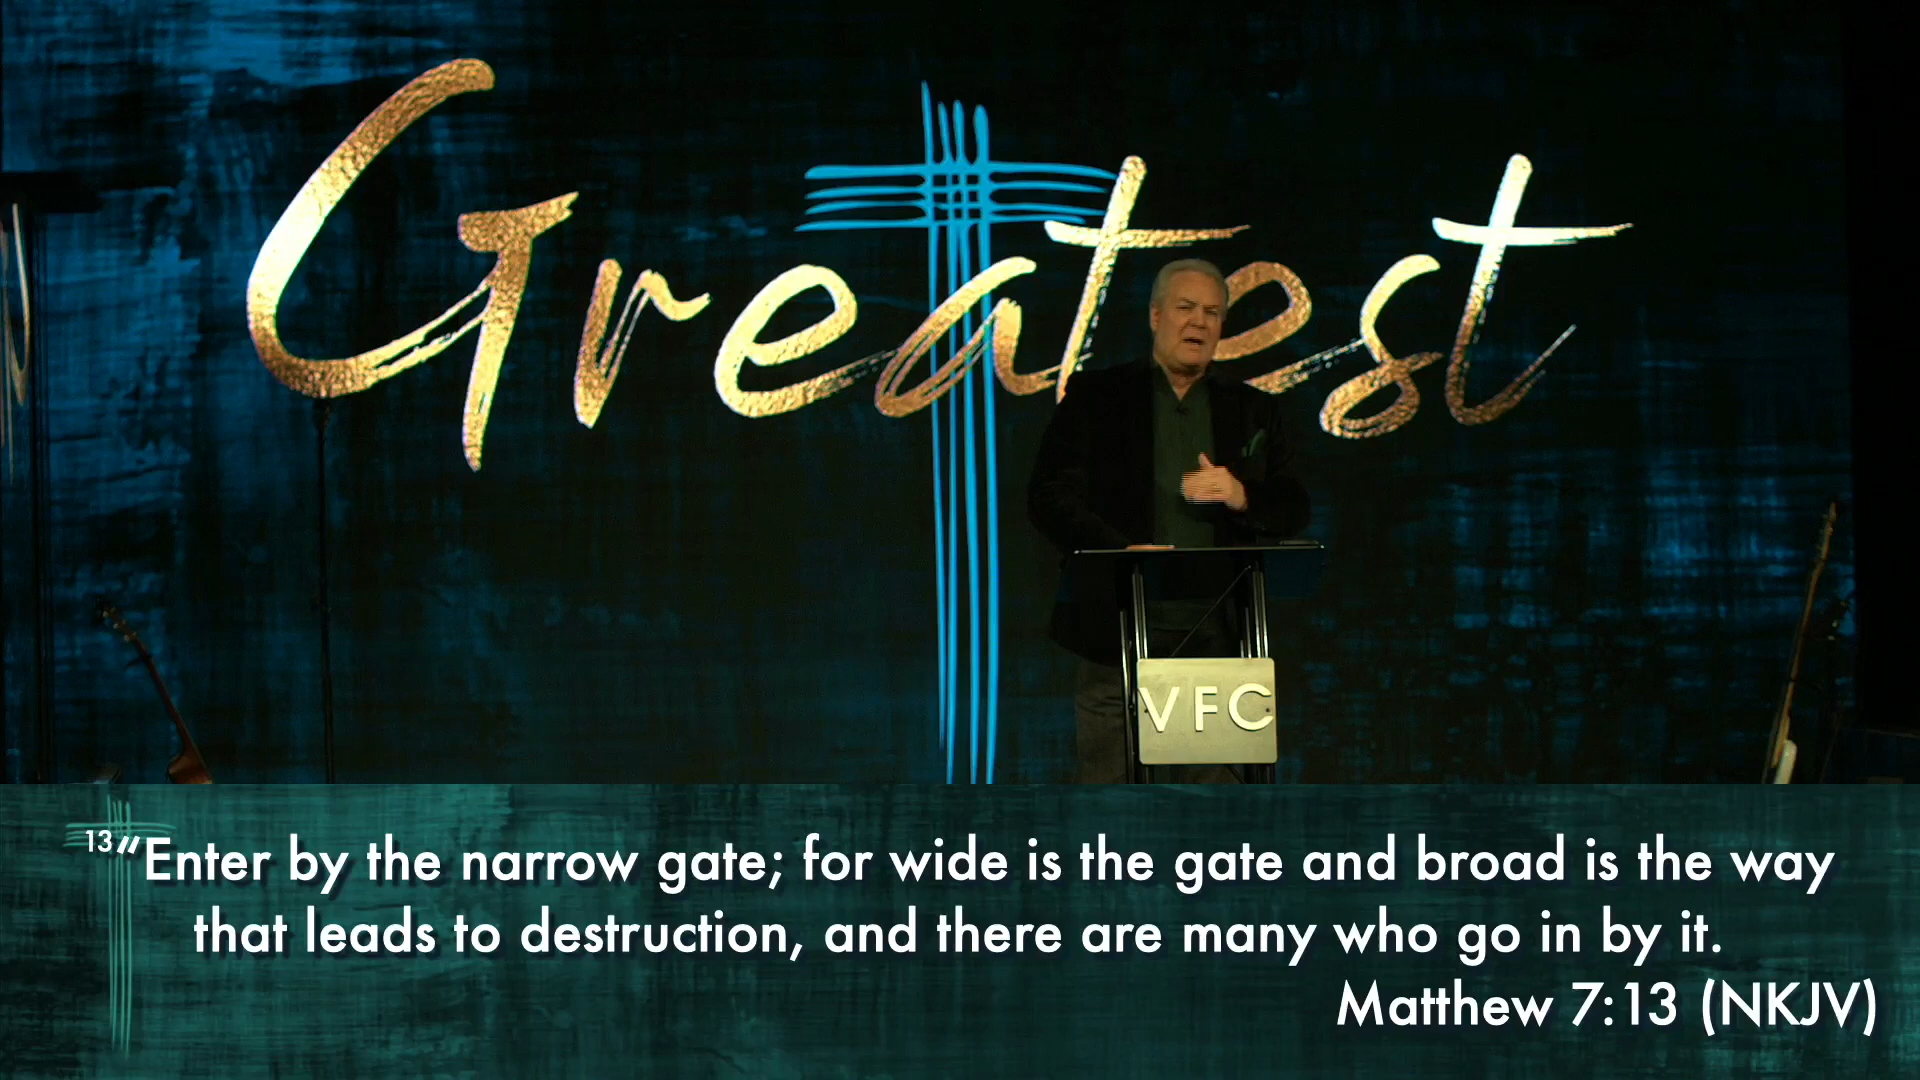 Greatest
VFC
13“Enter by the narrow gate; for wide is the gate and broad is the way
that leads to destruction, and there are many who go in by it.
Matthew 7:13 (NKJV)